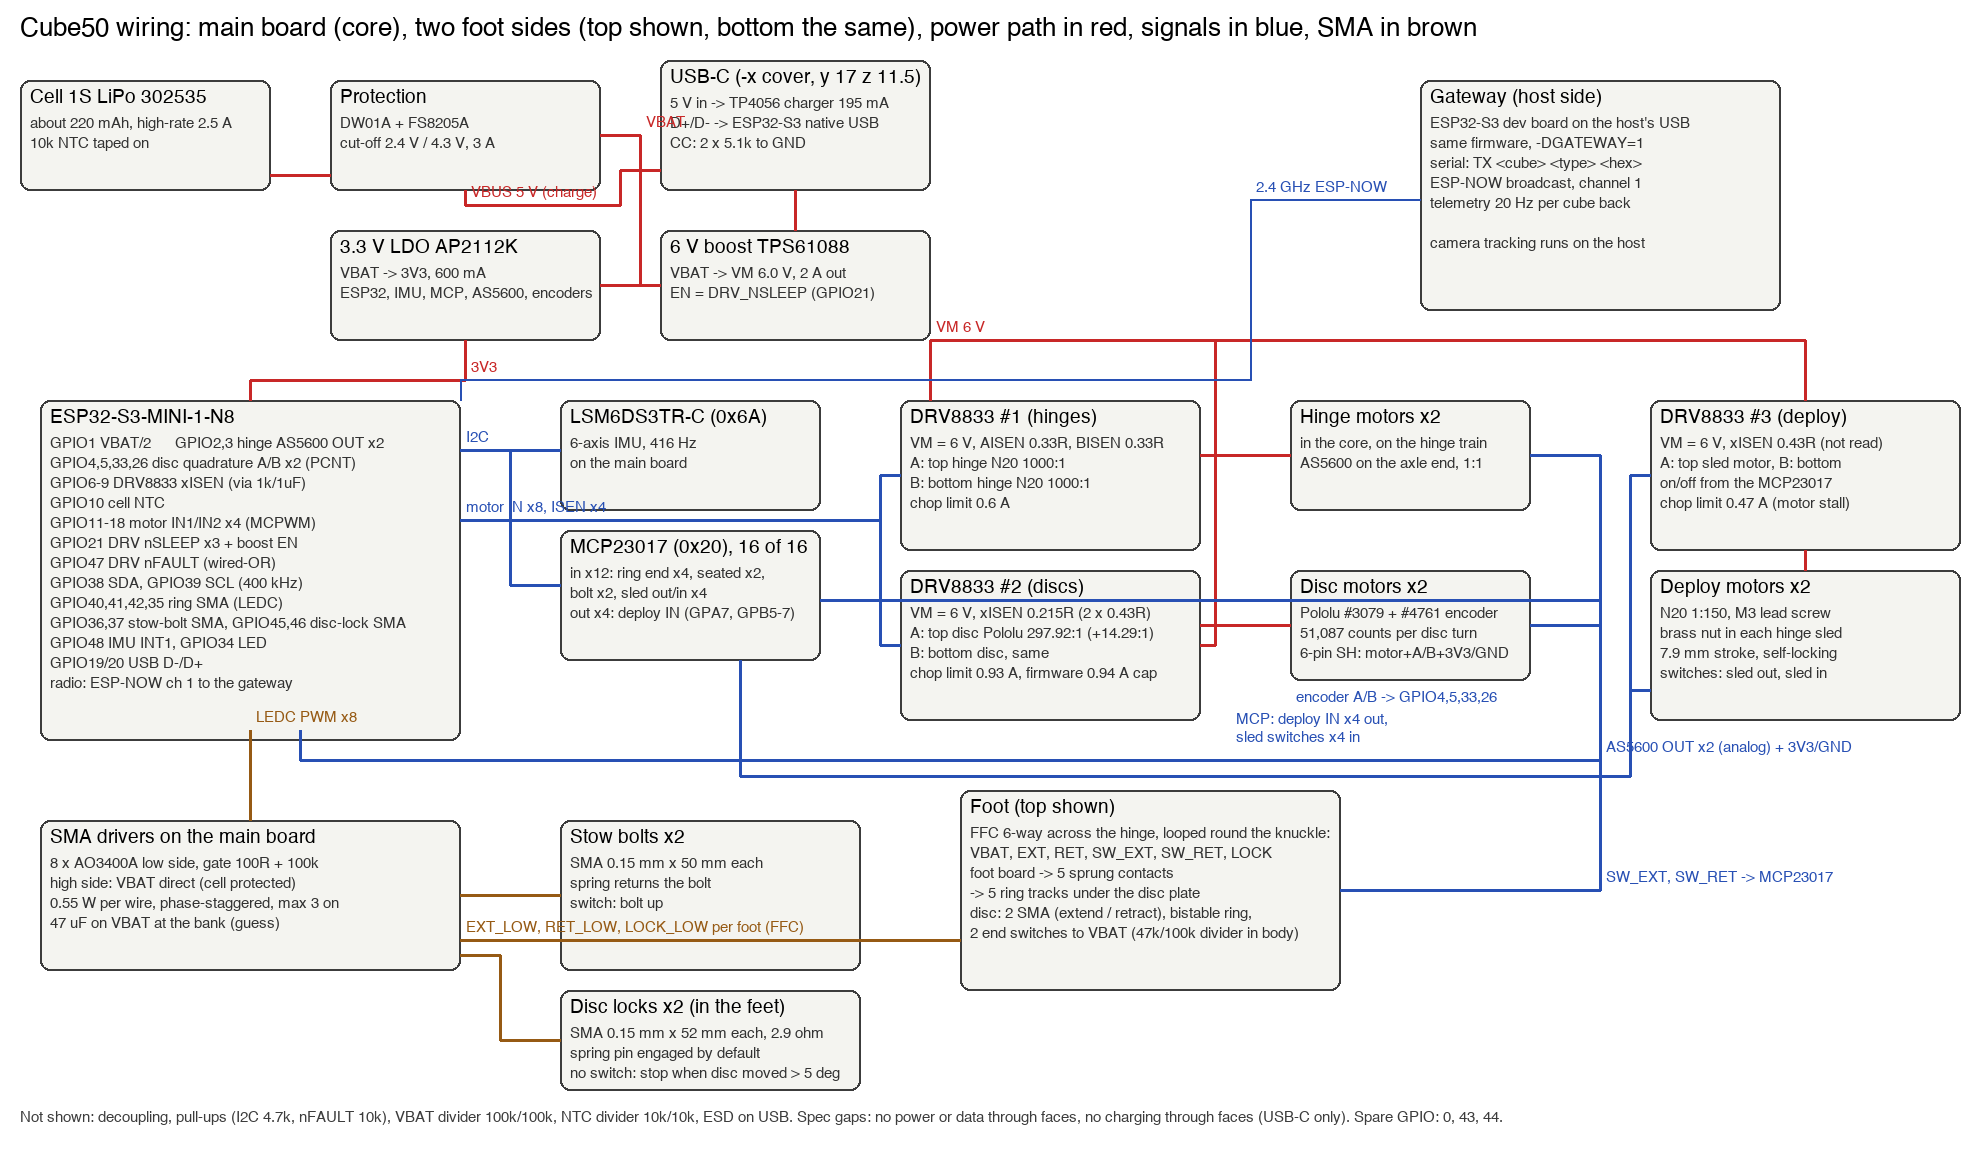 Cube50 wiring: main board (core), two foot sides (top shown, bottom the same), power path in red, signals in blue, SMA in brown
Cell 1S LiPo 302535
about 220 mAh, high-rate 2.5 A
10k NTC taped on
Protection
DW01A + FS8205A
cut-off 2.4 V / 4.3 V, 3 A
USB-C (-x cover, y 17 z 11.5)
5 V in -> TP4056 charger 195 mA
D+/D- -> ESP32-S3 native USB
CC: 2 x 5.1k to GND
VBAT
VBUS 5 V (charge)
Gateway (host side)
ESP32-S3 dev board on the host's USB
same firmware, -DGATEWAY=1
serial: TX <cube> <type> <hex>
ESP-NOW broadcast, channel 1
telemetry 20 Hz per cube back
camera tracking runs on the host
2.4 GHz ESP-NOW
3.3 V LDO AP2112K
VBAT -> 3V3, 600 mA
ESP32, IMU, MCP, AS5600, encoders
6 V boost TPS61088
VBAT -> VM 6.0 V, 2 A out
EN = DRV_NSLEEP (GPIO21)
VM 6 V
3V3
ESP32-S3-MINI-1-N8
GPIO1 VBAT/2 GPIO2,3 hinge AS5600 OUT x2
GPIO4,5,33,26 disc quadrature A/B x2 (PCNT)
GPIO6-9 DRV8833 xISEN (via 1k/1uF)
GPIO10 cell NTC
GPIO11-18 motor IN1/IN2 x4 (MCPWM)
GPIO21 DRV nSLEEP x3 + boost EN
GPIO47 DRV nFAULT (wired-OR)
GPIO38 SDA, GPIO39 SCL (400 kHz)
GPIO40,41,42,35 ring SMA (LEDC)
GPIO36,37 stow-bolt SMA, GPIO45,46 disc-lock SMA
GPIO48 IMU INT1, GPIO34 LED
GPIO19/20 USB D-/D+
radio: ESP-NOW ch 1 to the gateway
LEDC PWM x8
I2C
LSM6DS3TR-C (0x6A)
6-axis IMU, 416 Hz
on the main board
motor IN x8, ISEN x4
MCP23017 (0x20), 16 of 16
in x12: ring end x4, seated x2,
bolt x2, sled out/in x4
out x4: deploy IN (GPA7, GPB5-7)
DRV8833 #1 (hinges)
VM = 6 V, AISEN 0.33R, BISEN 0.33R
A: top hinge N20 1000:1
B: bottom hinge N20 1000:1
chop limit 0.6 A
DRV8833 #2 (discs)
VM = 6 V, xISEN 0.215R (2 x 0.43R)
A: top disc Pololu 297.92:1 (+14.29:1)
B: bottom disc, same
chop limit 0.93 A, firmware 0.94 A cap
Hinge motors x2
in the core, on the hinge train
AS5600 on the axle end, 1:1
Disc motors x2
Pololu #3079 + #4761 encoder
51,087 counts per disc turn
6-pin SH: motor+A/B+3V3/GND
encoder A/B -> GPIO4,5,33,26
MCP: deploy IN x4 out,
sled switches x4 in
DRV8833 #3 (deploy)
VM = 6 V, xISEN 0.43R (not read)
A: top sled motor, B: bottom
on/off from the MCP23017
chop limit 0.47 A (motor stall)
Deploy motors x2
N20 1:150, M3 lead screw
brass nut in each hinge sled
7.9 mm stroke, self-locking
switches: sled out, sled in
AS5600 OUT x2 (analog) + 3V3/GND
SMA drivers on the main board
8 x AO3400A low side, gate 100R + 100k
high side: VBAT direct (cell protected)
0.55 W per wire, phase-staggered, max 3 on
47 uF on VBAT at the bank (guess)
Stow bolts x2
SMA 0.15 mm x 50 mm each
spring returns the bolt
switch: bolt up
EXT_LOW, RET_LOW, LOCK_LOW per foot (FFC)
Foot (top shown)
FFC 6-way across the hinge, looped round the knuckle:
VBAT, EXT, RET, SW_EXT, SW_RET, LOCK
foot board -> 5 sprung contacts
-> 5 ring tracks under the disc plate
disc: 2 SMA (extend / retract), bistable ring,
2 end switches to VBAT (47k/100k divider in body)
SW_EXT, SW_RET -> MCP23017
Disc locks x2 (in the feet)
SMA 0.15 mm x 52 mm each, 2.9 ohm
spring pin engaged by default
no switch: stop when disc moved > 5 deg
Not shown: decoupling, pull-ups (I2C 4.7k, nFAULT 10k), VBAT divider 100k/100k, NTC divider 10k/10k, ESD on USB. Spec gaps: no power or data through faces, no charging through faces (USB-C only). Spare GPIO: 0, 43, 44.